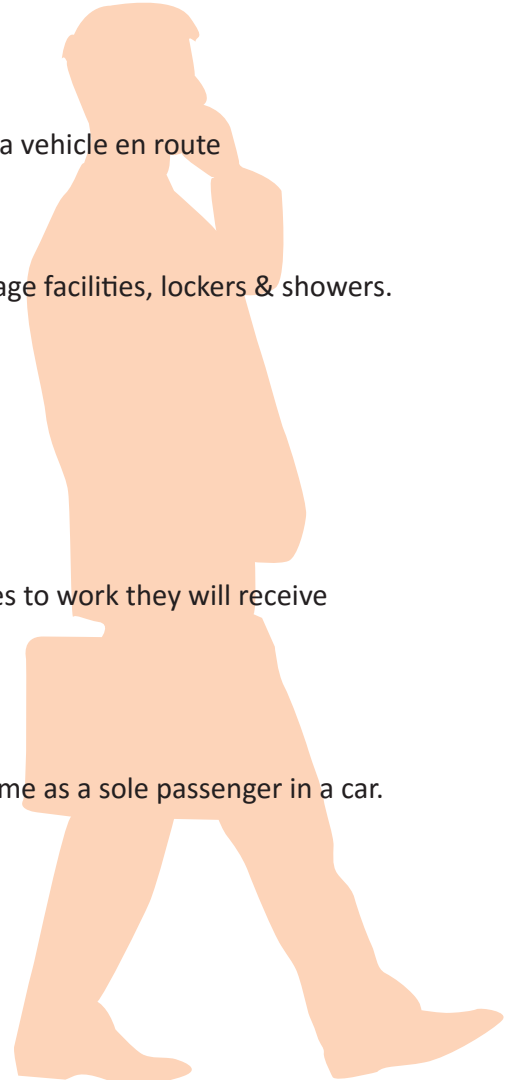 a vehicle en route
age facilities, lockers & showers.
es to work they will receive
me as a sole passenger in a car.